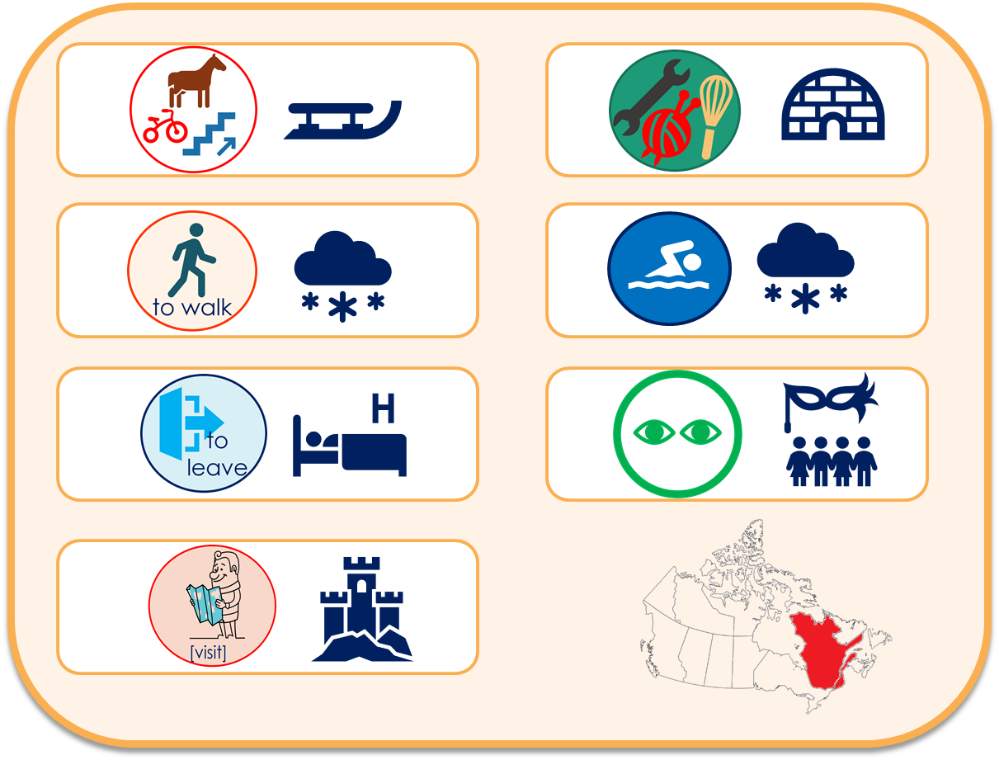 to walk
to
leave
H
[visit]